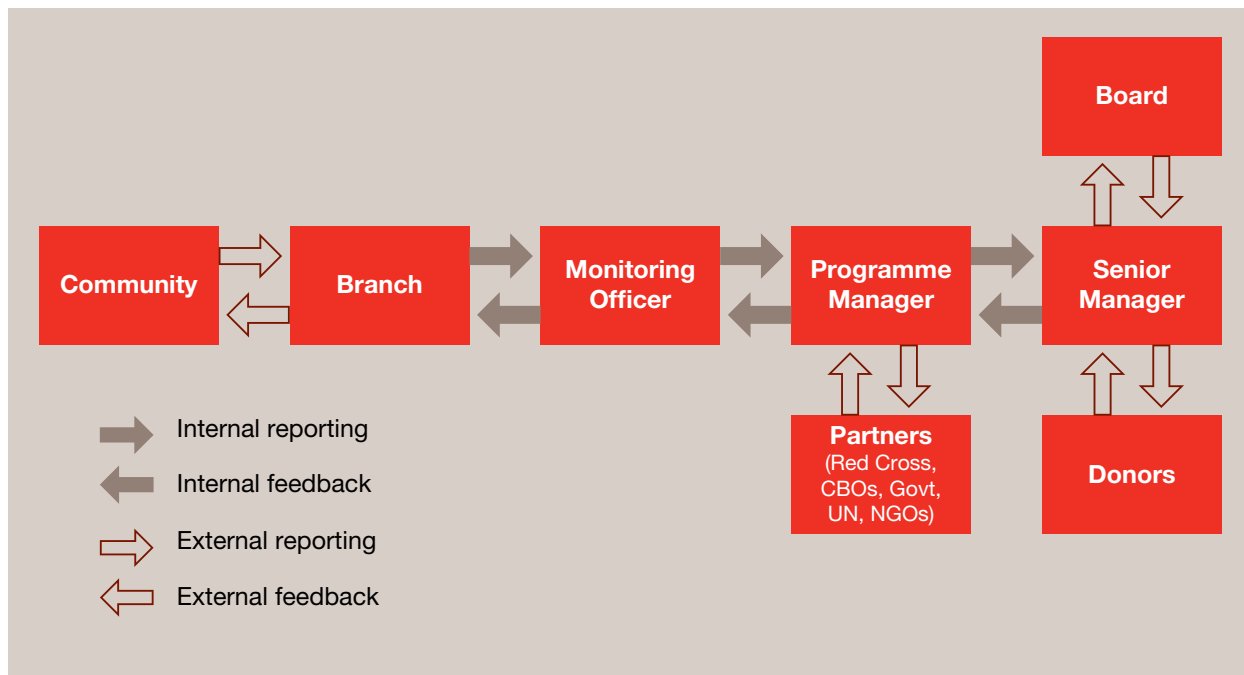 Board
Community
Branch
Monitoring
Officer
Programme
Manager
Senior
Manager
Partners
(Red Cross,
CBOs, Govt,
UN, NGOs)
Donors
Internal reporting
Internal feedback
External reporting
External feedback